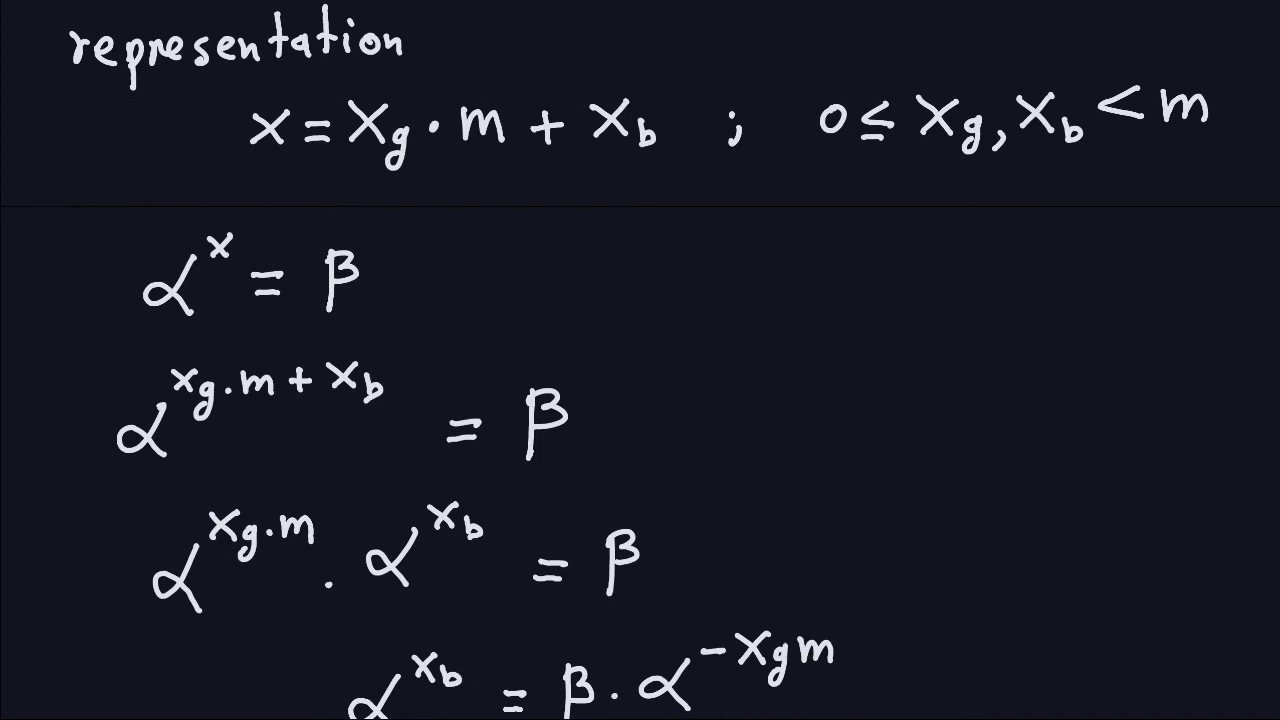 representation
x = x_g · m + x_b ; 0 ≤ x_g, x_b < m
α^x = β
α^(x_g · m + x_b) = β
α^(x_g · m) · α^(x_b) = β
α^(x_b) = β · α^(-x_g m)